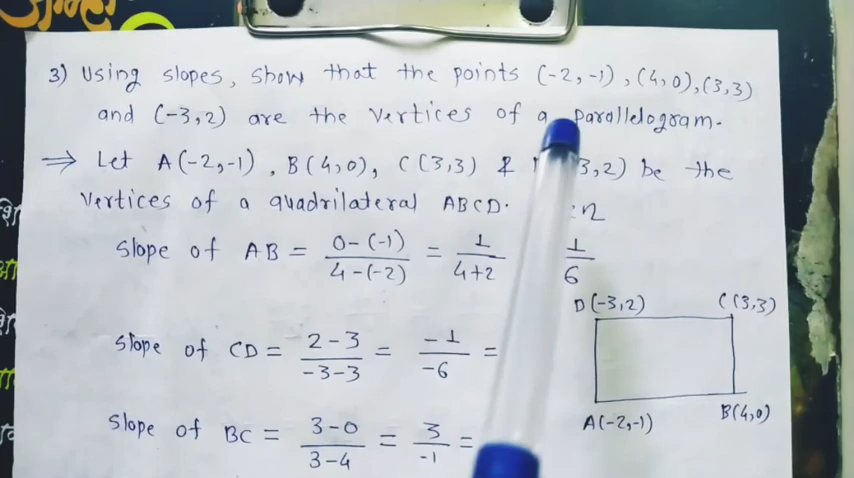 3) Using slopes, show that the points (-2,-1), (4,0), (3,3)
and (-3,2) are the vertices of a parallelogram.
⇒ Let A(-2,-1), B(4,0), C(3,3) & 3,2) be the
vertices of a quadrilateral ABCD.
Slope of AB = 0-(-1)/4-(-2) = 1/4+2 1/6
D(-3,2) C(3,3)
Slope of CD = 2-3/-3-3 = -1/-6 =
A(-2,-1) B(4,0)
Slope of BC = 3-0/3-4 = 3/-1 =